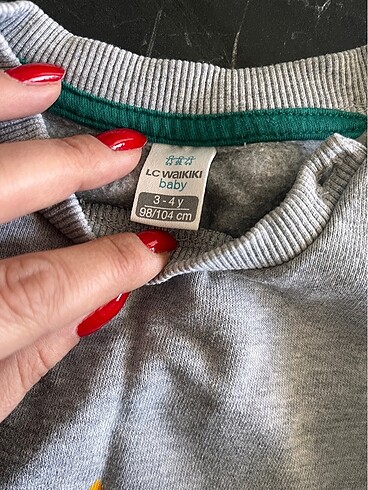 LC WAIKIKI
baby
3 - 4 y
98/104 cm